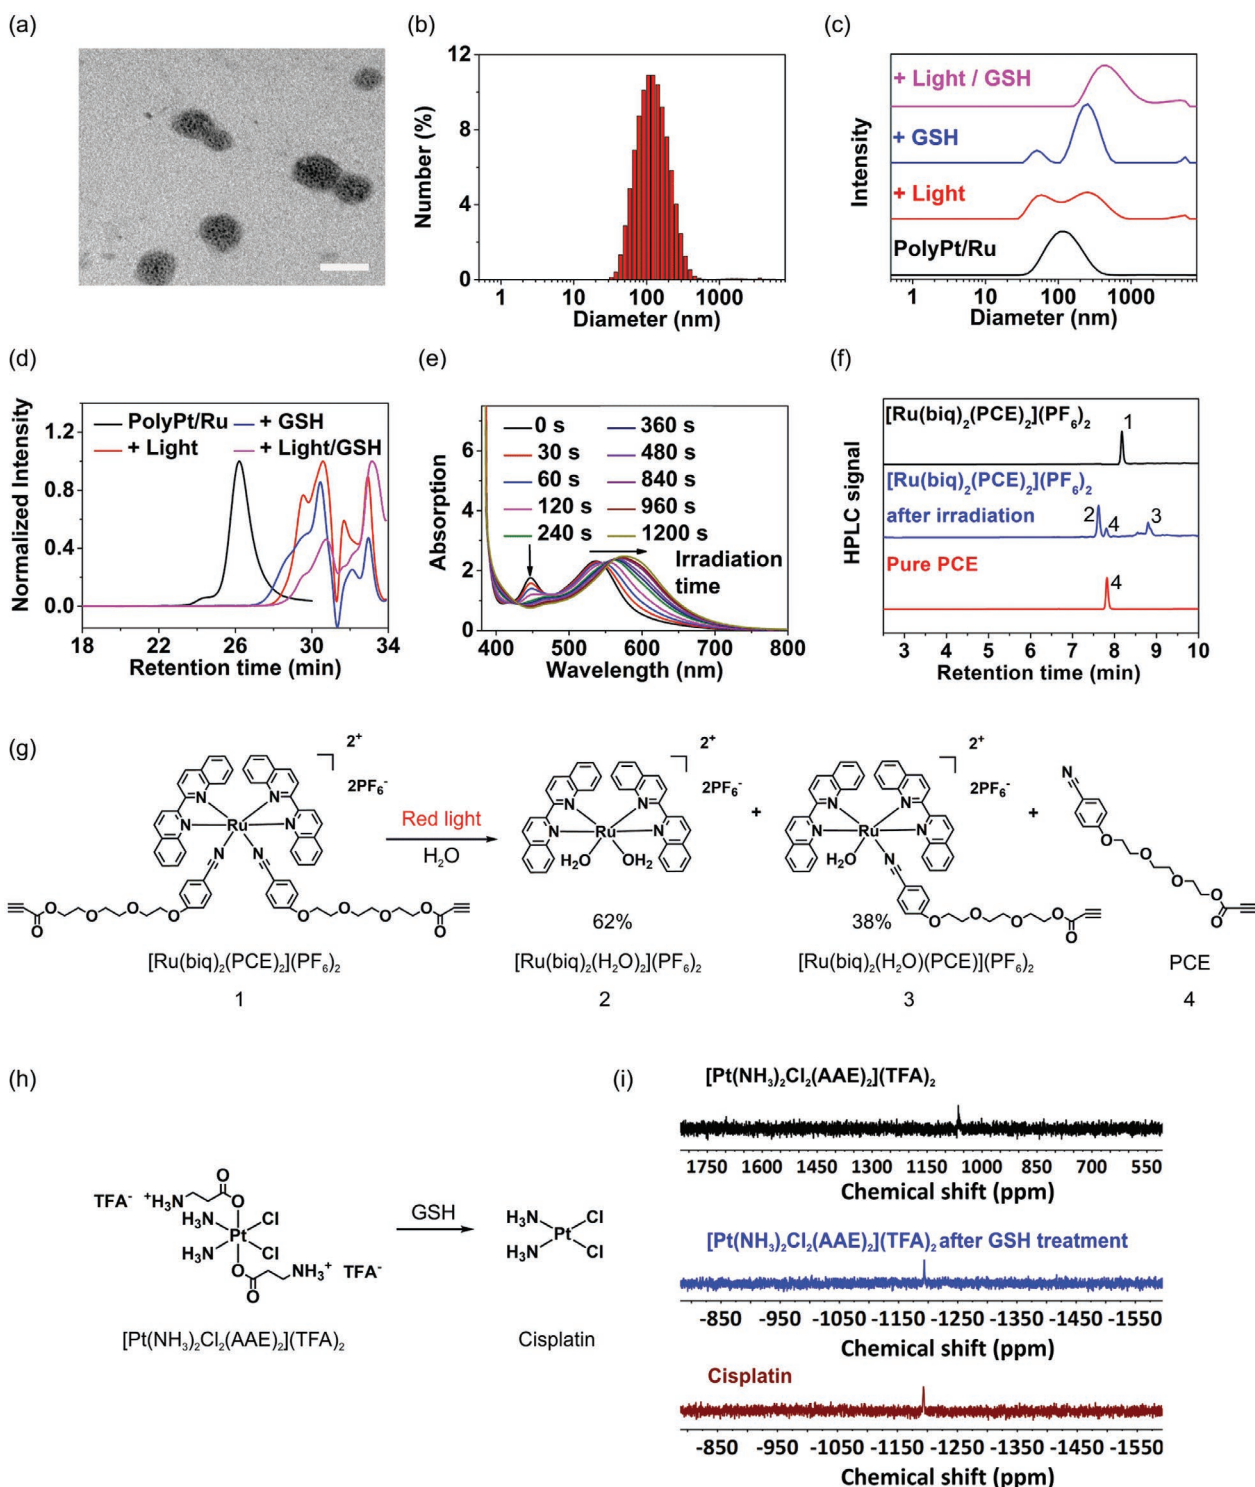 (a)
(b)
12
8
4
0
Number (%)
1 10 100 1000
Diameter (nm)
(c)
+ Light / GSH
+ GSH
+ Light
PolyPt/Ru
Intensity
1 10 100 1000
Diameter (nm)
(d)
Normalized Intensity
1.2
0.8
0.4
0.0
PolyPt/Ru + GSH
+ Light + Light/GSH
18 22 26 30 34
Retention time (min)
(e)
Absorption
6
4
2
0
0 s 360 s
30 s 480 s
60 s 840 s
120 s 960 s
240 s 1200 s
Irradiation
time
400 500 600 700 800
Wavelength (nm)
(f)
HPLC signal
[Ru(biq)₂(PCE)₂](PF₆)₂ 1
[Ru(biq)₂(PCE)₂](PF₆)₂
after irradiation 2 4 3
Pure PCE 4
3 4 5 6 7 8 9 10
Retention time (min)
(g)
2+
2PF₆⁻
N N
N Ru N
N N
O O O O O O O O O O
Red light
H₂O
2+
2PF₆⁻
N N
N Ru N
H₂O OH₂
62%
+
2+
2PF₆⁻
N N
N Ru N
H₂O N
O O O O O
38%
+
N
O O O O O
[Ru(biq)₂(PCE)₂](PF₆)₂
1
[Ru(biq)₂(H₂O)₂](PF₆)₂
2
[Ru(biq)₂(H₂O)(PCE)](PF₆)₂
3
PCE
4
(h)
O
TFA⁻ ⁺H₃N O
H₃N Cl
Pt
H₃N Cl
O NH₃⁺ TFA⁻
O
GSH
H₃N Cl
Pt
H₃N Cl
[Pt(NH₃)₂Cl₂(AAE)₂](TFA)₂
Cisplatin
(i)
[Pt(NH₃)₂Cl₂(AAE)₂](TFA)₂
1750 1600 1450 1300 1150 1000 850 700 550
Chemical shift (ppm)
[Pt(NH₃)₂Cl₂(AAE)₂](TFA)₂ after GSH treatment
-850 -950 -1050 -1150 -1250 -1350 -1450 -1550
Chemical shift (ppm)
Cisplatin
-850 -950 -1050 -1150 -1250 -1350 -1450 -1550
Chemical shift (ppm)